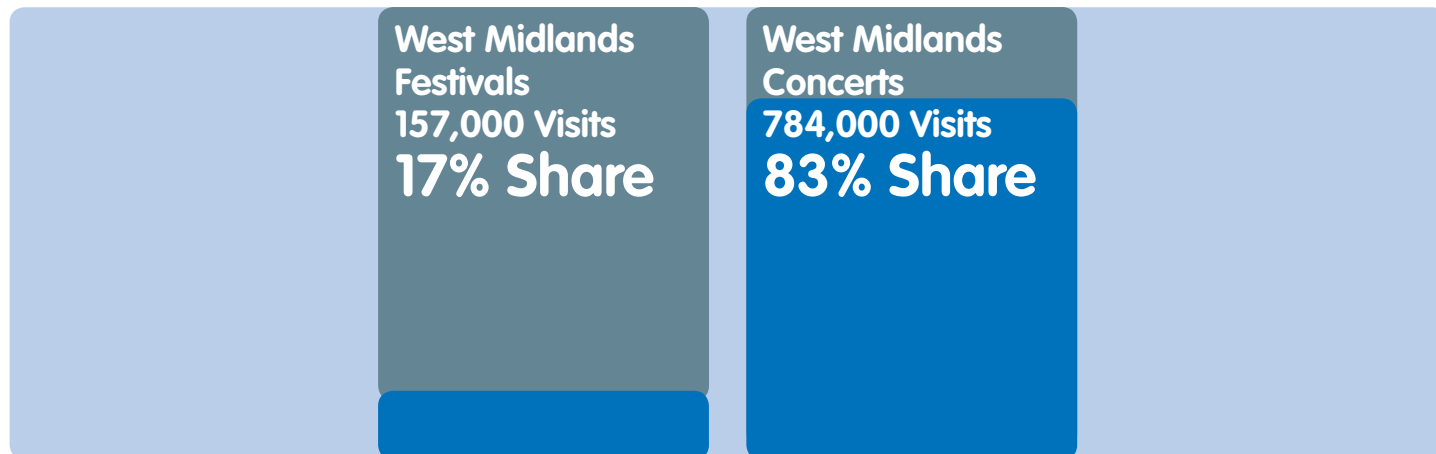 West Midlands
Festivals
157,000 Visits
17% Share
West Midlands
Concerts
784,000 Visits
83% Share